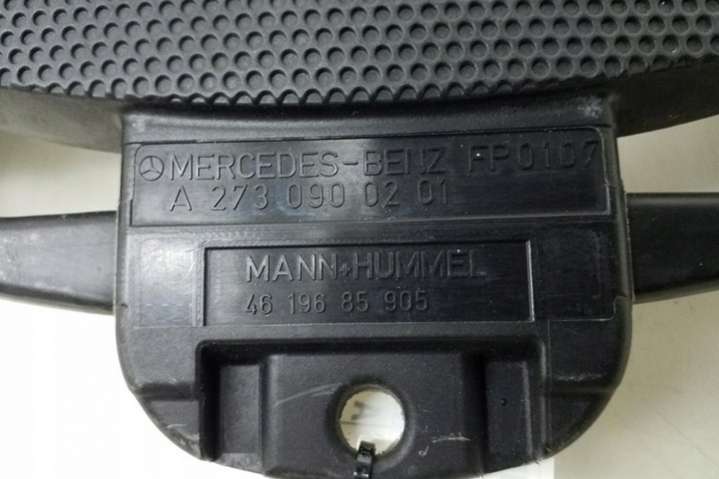 MERCEDES-BENZ FP0107
A 273 090 02 01
MANN+HUMMEL
46 196 85 905